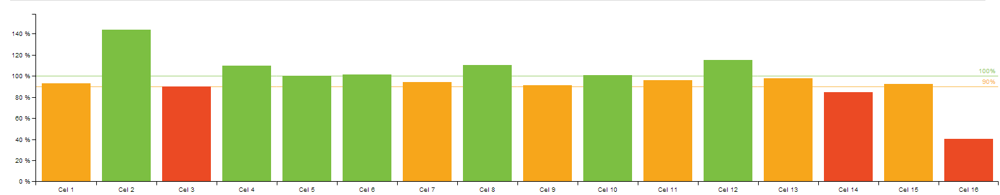 140 %
120 %
100 %
80 %
60 %
40 %
20 %
0 %
100%
90%
Cel 1
Cel 2
Cel 3
Cel 4
Cel 5
Cel 6
Cel 7
Cel 8
Cel 9
Cel 10
Cel 11
Cel 12
Cel 13
Cel 14
Cel 15
Cel 16